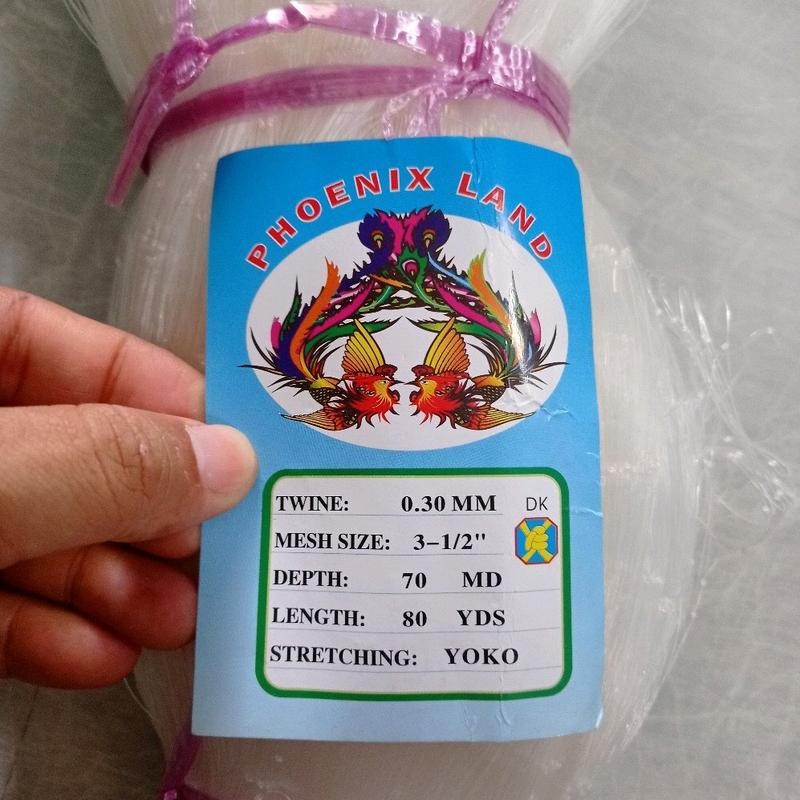 PHOENIX LAND
TWINE: 0.30 MM DK
MESH SIZE: 3-1/2"
DEPTH: 70 MD
LENGTH: 80 YDS
STRETCHING: YOKO